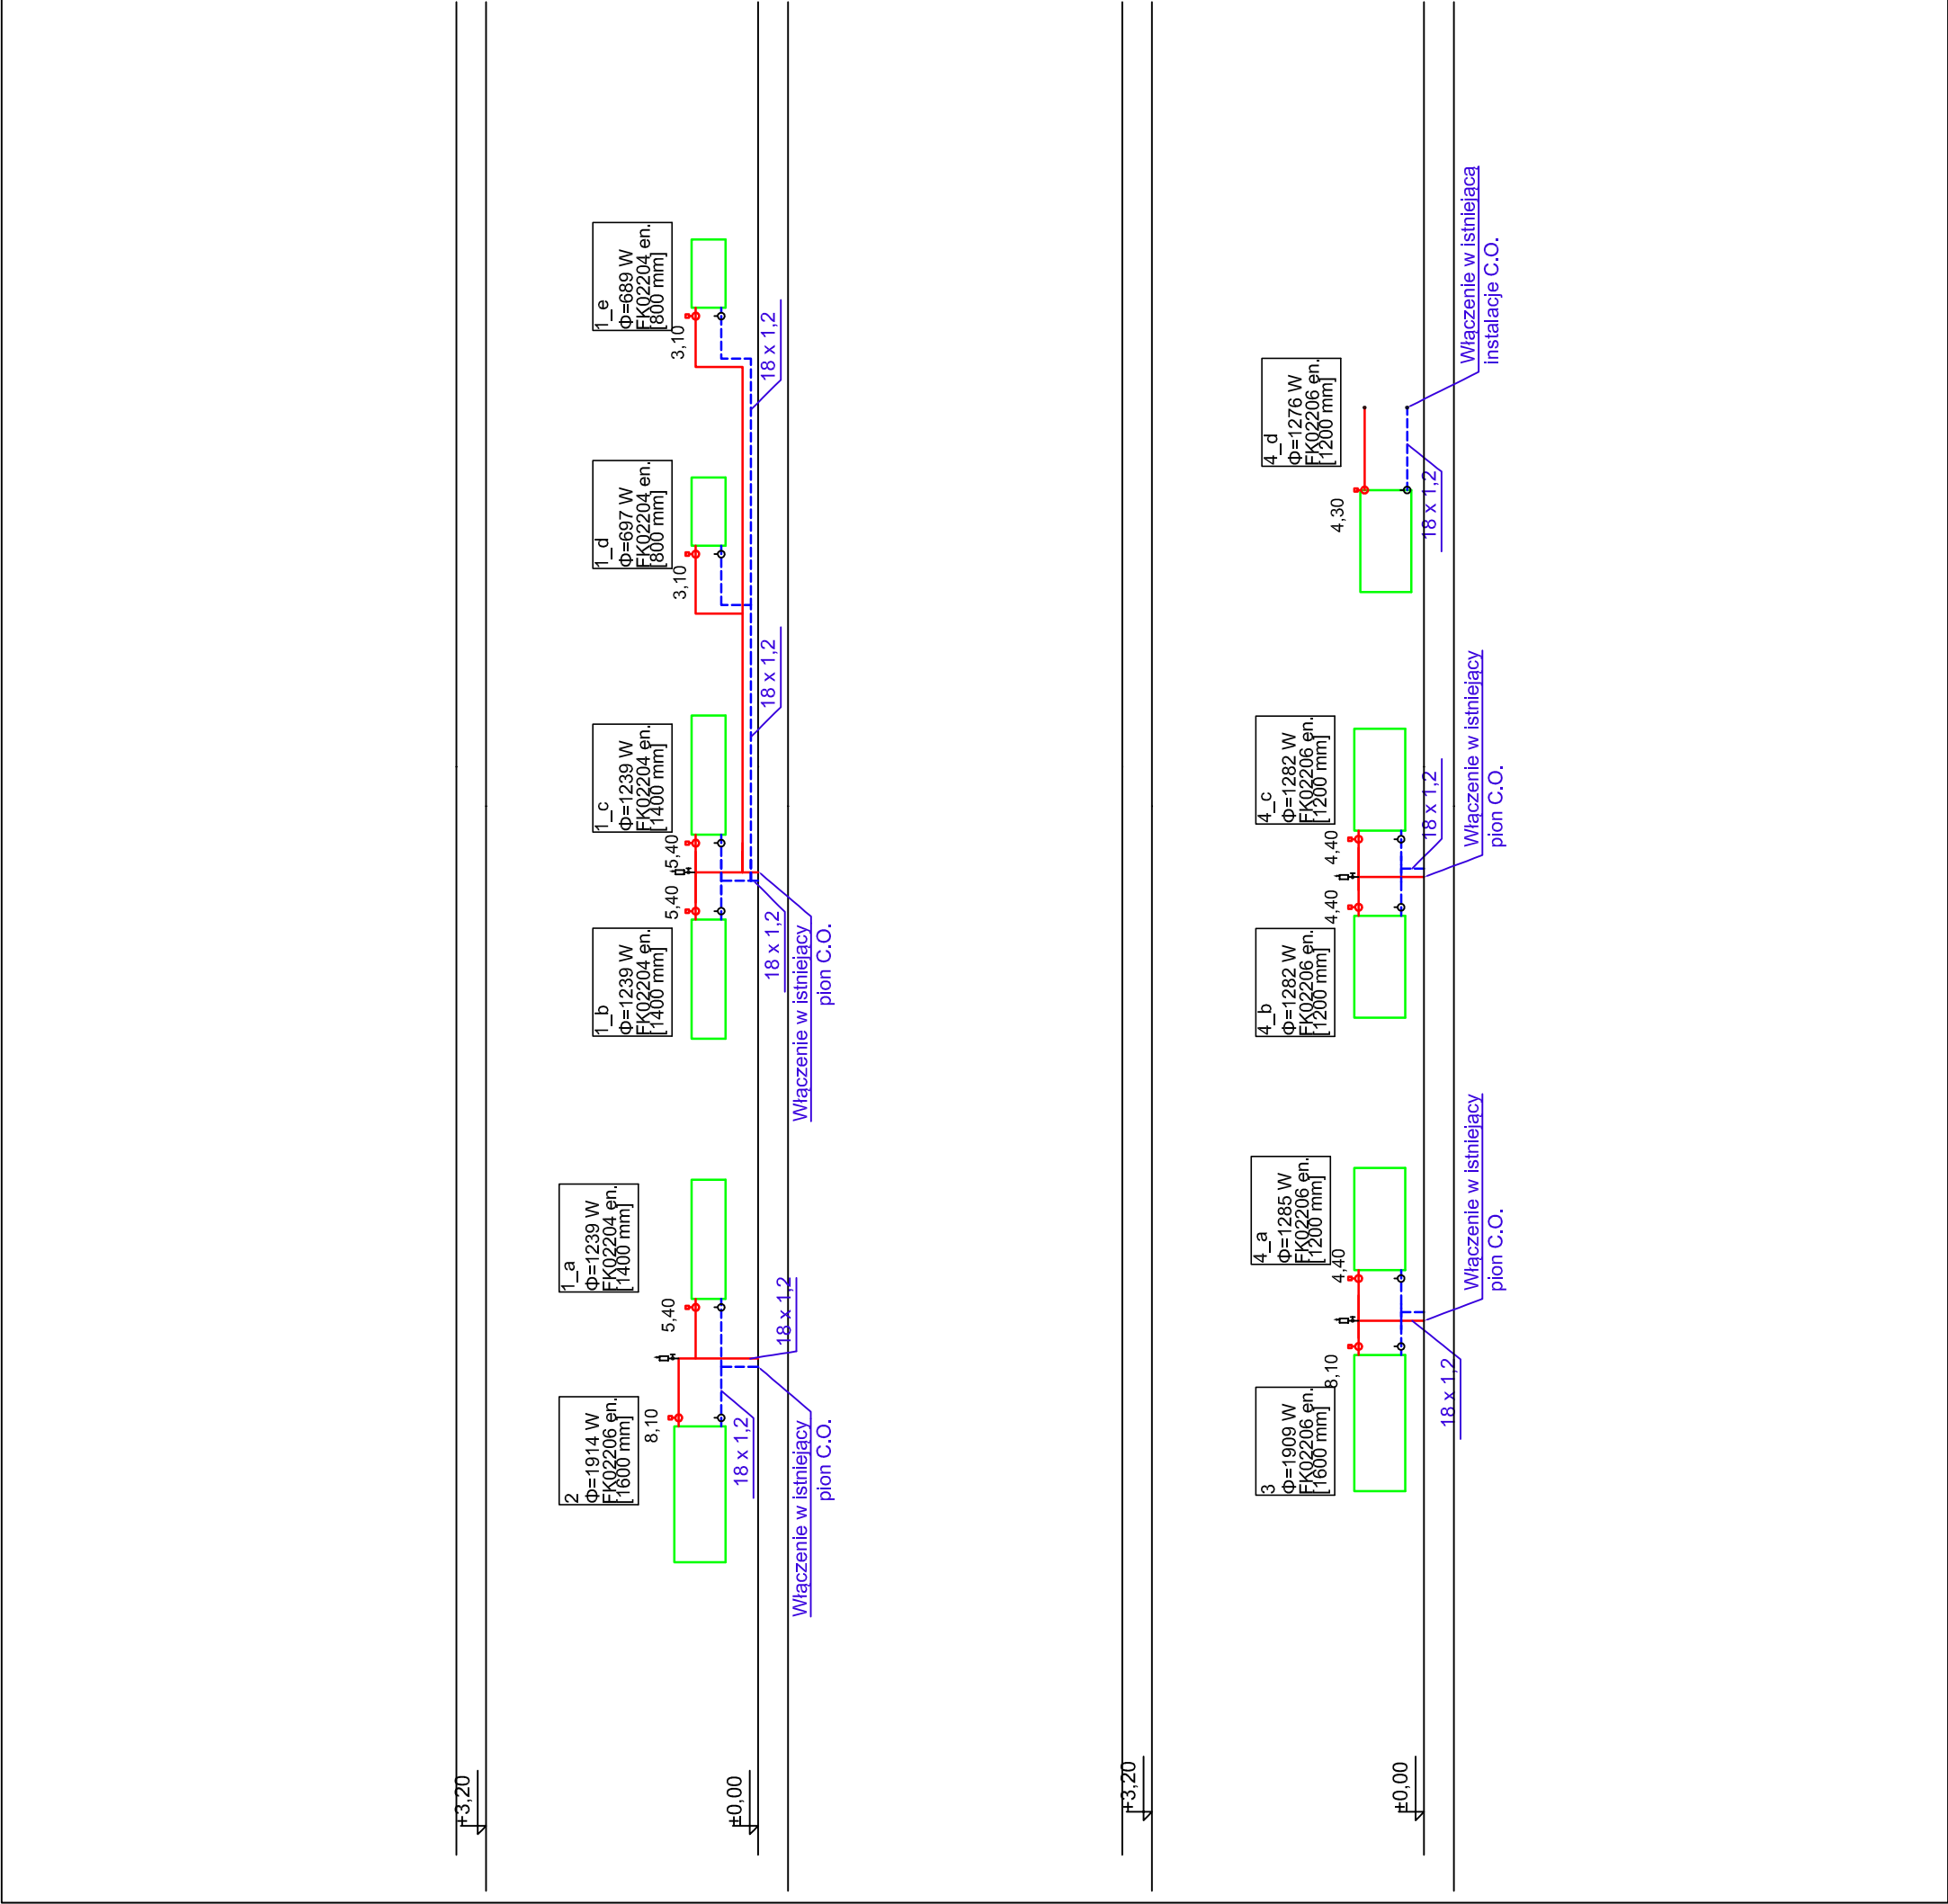 +3,20
±0,00
2
Φ=1914 W
FK02206 en.
[1600 mm]
8,10
18 x 1,2
Włączenie w istniejący
pion C.O.
1_a
Φ=1239 W
FK02204 en.
[1400 mm]
5,40
18 x 1,2
1_b
Φ=1239 W
FK02204 en.
[1400 mm]
5,40
18 x 1,2
Włączenie w istniejący
pion C.O.
1_c
Φ=1239 W
FK02204 en.
[1400 mm]
5,40
18 x 1,2
1_d
Φ=697 W
FK02204 en.
[800 mm]
3,10
18 x 1,2
1_e
Φ=689 W
FK02204 en.
[800 mm]
3,10
+3,20
±0,00
3
Φ=1909 W
FK02206 en.
[1600 mm]
8,10
18 x 1,2
4_a
Φ=1285 W
FK02206 en.
[1200 mm]
4,40
Włączenie w istniejący
pion C.O.
4_b
Φ=1282 W
FK02206 en.
[1200 mm]
4,40
4_c
Φ=1282 W
FK02206 en.
[1200 mm]
4,40
18 x 1,2
Włączenie w istniejący
pion C.O.
4_d
Φ=1276 W
FK02206 en.
[1200 mm]
4,30
18 x 1,2
Włączenie w istniejącą
instalacje C.O.